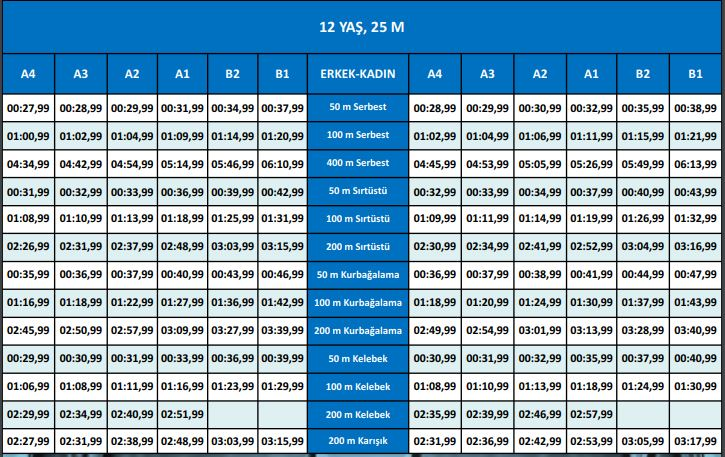 12 YAŞ, 25 M
A4 A3 A2 A1 B2 B1 ERKEK-KADIN A4 A3 A2 A1 B2 B1
00:27,99 00:28,99 00:29,99 00:31,99 00:34,99 00:37,99 50 m Serbest 00:28,99 00:29,99 00:30,99 00:32,99 00:35,99 00:38,99
01:00,99 01:02,99 01:04,99 01:09,99 01:14,99 01:20,99 100 m Serbest 01:02,99 01:04,99 01:06,99 01:11,99 01:15,99 01:21,99
04:34,99 04:42,99 04:54,99 05:14,99 05:46,99 06:10,99 400 m Serbest 04:45,99 04:53,99 05:05,99 05:26,99 05:49,99 06:13,99
00:31,99 00:32,99 00:33,99 00:36,99 00:39,99 00:42,99 50 m Sırtüstü 00:32,99 00:33,99 00:34,99 00:37,99 00:40,99 00:43,99
01:08,99 01:10,99 01:13,99 01:18,99 01:25,99 01:31,99 100 m Sırtüstü 01:09,99 01:11,99 01:14,99 01:19,99 01:26,99 01:32,99
02:26,99 02:31,99 02:37,99 02:48,99 03:03,99 03:15,99 200 m Sırtüstü 02:30,99 02:34,99 02:41,99 02:52,99 03:04,99 03:16,99
00:35,99 00:36,99 00:37,99 00:40,99 00:43,99 00:46,99 50 m Kurbağalama 00:36,99 00:37,99 00:38,99 00:41,99 00:44,99 00:47,99
01:16,99 01:18,99 01:22,99 01:27,99 01:36,99 01:42,99 100 m Kurbağalama 01:18,99 01:20,99 01:24,99 01:30,99 01:37,99 01:43,99
02:45,99 02:50,99 02:57,99 03:09,99 03:27,99 03:39,99 200 m Kurbağalama 02:49,99 02:54,99 03:01,99 03:13,99 03:28,99 03:40,99
00:29,99 00:30,99 00:31,99 00:33,99 00:36,99 00:39,99 50 m Kelebek 00:30,99 00:31,99 00:32,99 00:35,99 00:37,99 00:40,99
01:06,99 01:08,99 01:11,99 01:16,99 01:23,99 01:29,99 100 m Kelebek 01:08,99 01:10,99 01:13,99 01:18,99 01:24,99 01:30,99
02:29,99 02:34,99 02:40,99 02:51,99 200 m Kelebek 02:35,99 02:39,99 02:46,99 02:57,99
02:27,99 02:31,99 02:38,99 02:48,99 03:03,99 03:15,99 200 m Karışık 02:31,99 02:36,99 02:42,99 02:53,99 03:05,99 03:17,99